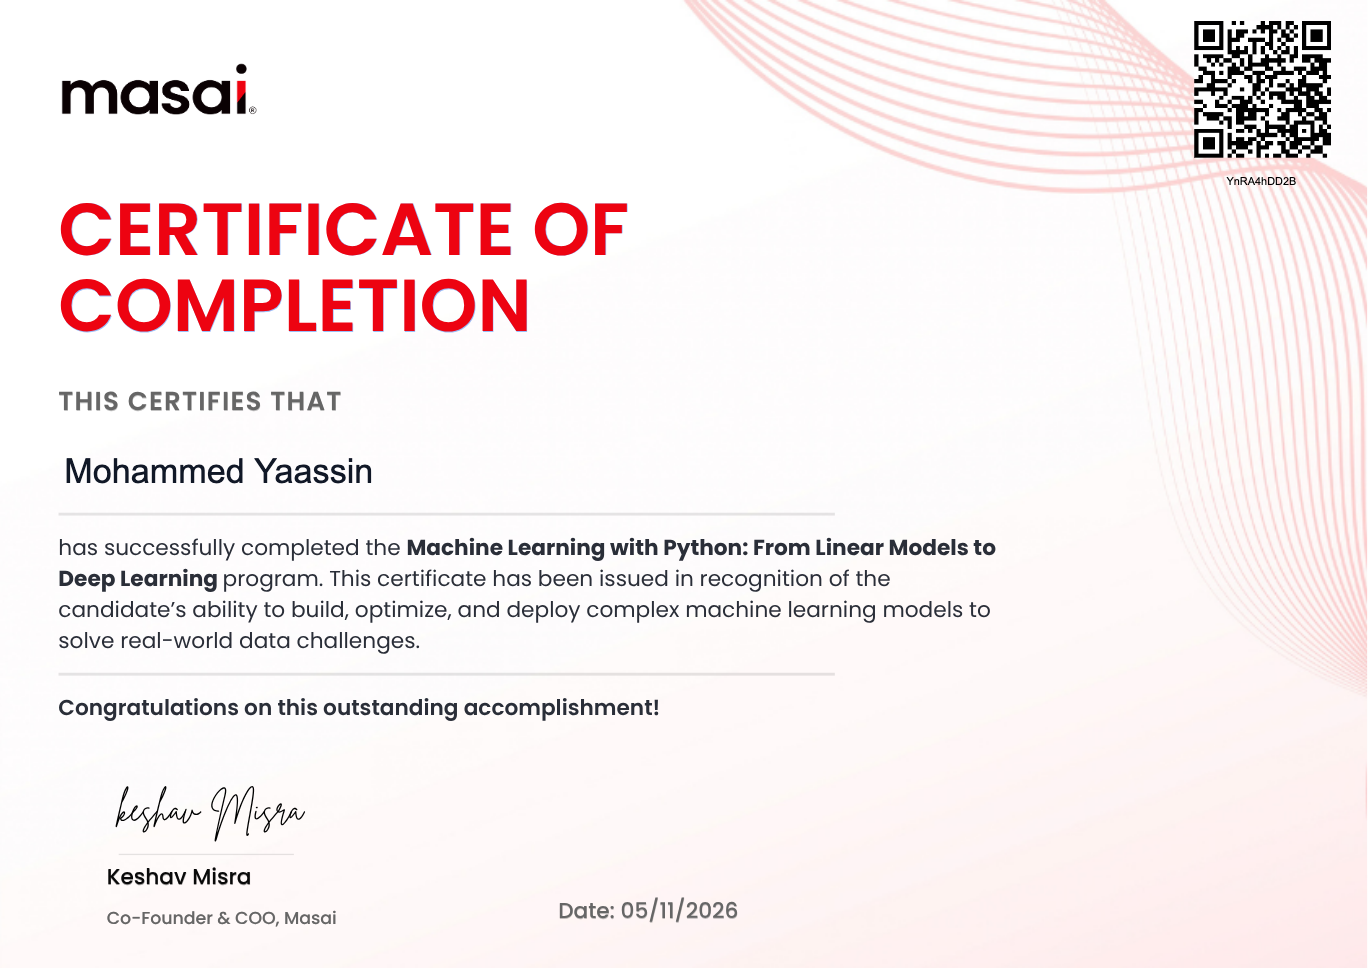 masai®
YnRA4hDD2B
CERTIFICATE OF
COMPLETION
THIS CERTIFIES THAT
Mohammed Yaassin
has successfully completed the Machine Learning with Python: From Linear Models to
Deep Learning program. This certificate has been issued in recognition of the
candidate’s ability to build, optimize, and deploy complex machine learning models to
solve real-world data challenges.
Congratulations on this outstanding accomplishment!
keshav Misra
Keshav Misra
Co-Founder & COO, Masai
Date: 05/11/2026